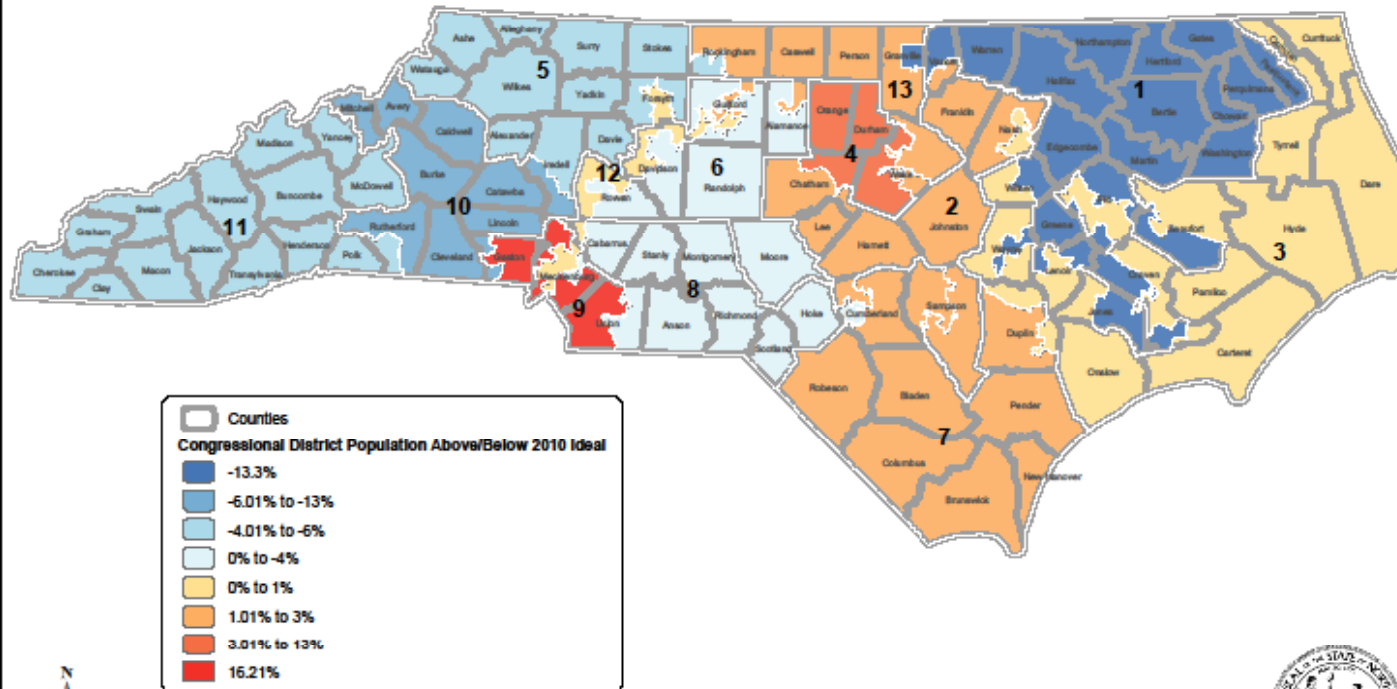 Ashe
Alleghany
Surry
Stokes
Rockingham
Caswell
Person
Granville
Vance
Warren
Northampton
Gates
Hertford
Currituck
Watauga
Wilkes
5
Yadkin
Forsyth
Guilford
Alamance
Orange
Durham
13
Franklin
Halifax
1
Bertie
Perquimans
Chowan
Mitchell
Avery
Caldwell
Alexander
Davie
Iredell
Madison
Yancey
12
Davidson
6
Randolph
4
Wake
Nash
Edgecombe
Martin
Washington
Tyrrell
Dare
Burke
McDowell
Buncombe
Haywood
Swain
Graham
11
Jackson
Cherokee
Clay
Macon
Transylvania
Henderson
Polk
Rutherford
10
Catawba
Lincoln
Cleveland
Gaston
Rowan
Cabarrus
Mecklenburg
Stanly
Montgomery
Moore
Chatham
Lee
Harnett
2
Johnston
Wilson
Wayne
Greene
Pitt
Lenoir
Beaufort
Hyde
3
Craven
Pamlico
Jones
Carteret
Onslow
9
Union
8
Anson
Richmond
Hoke
Scotland
Cumberland
Sampson
Duplin
Robeson
Bladen
Pender
7
Columbus
New Hanover
Brunswick
Counties
Congressional District Population Above/Below 2010 Ideal
-13.3%
-6.01% to -13%
-4.01% to -6%
0% to -4%
0% to 1%
1.01% to 3%
3.01% to 13%
16.21%
N